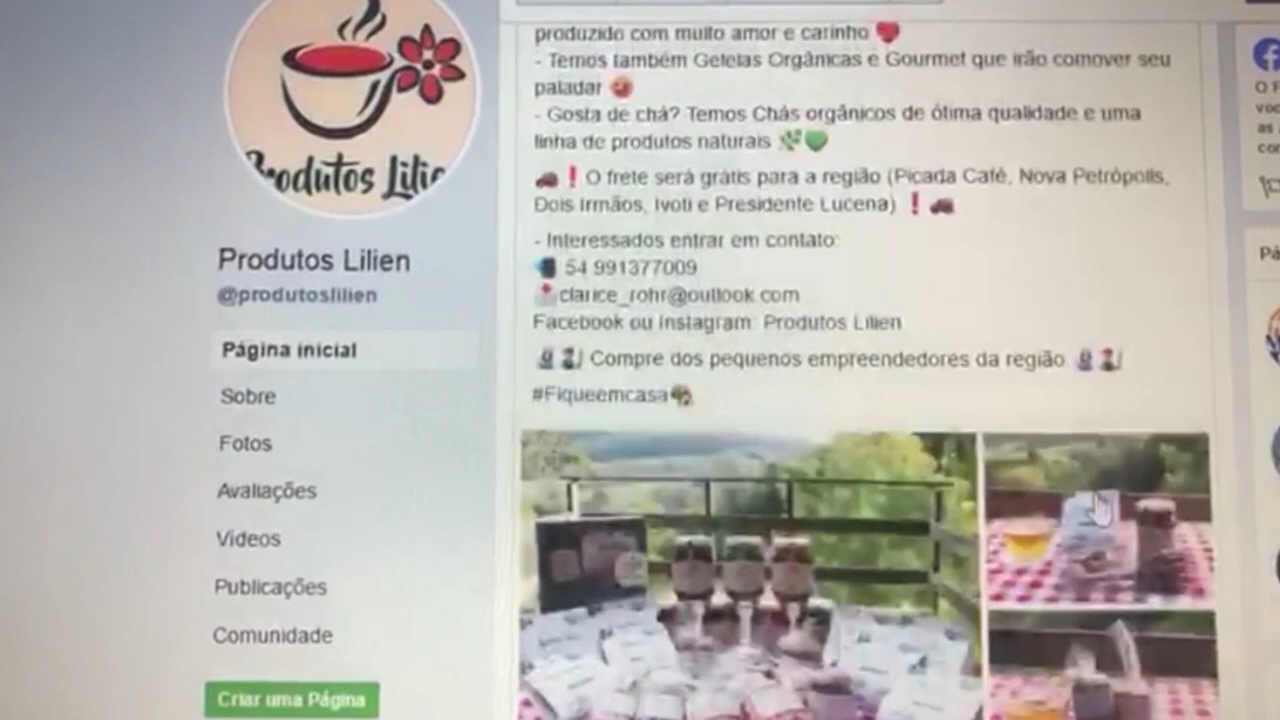 Produtos Lilien
@produtoslilien
Página inicial
Sobre
Fotos
Avaliações
Vídeos
Publicações
Comunidade
Criar uma Página
produzido com muito amor e carinho
- Temos também Geleias Orgânicas e Gourmet que irão comover seu
paladar
- Gosta de chá? Temos Chás orgânicos de ótima qualidade e uma
linha de produtos naturais
❗O frete será grátis para a região (Picada Café, Nova Petrópolis,
Dois Irmãos, Ivoti e Presidente Lucena) ❗
- Interessados entrar em contato:
54 991377009
clarice_rohr@outlook.com
Facebook ou Instagram: Produtos Lilien
Compre dos pequenos empreendedores da região
#Fiqueemcasa